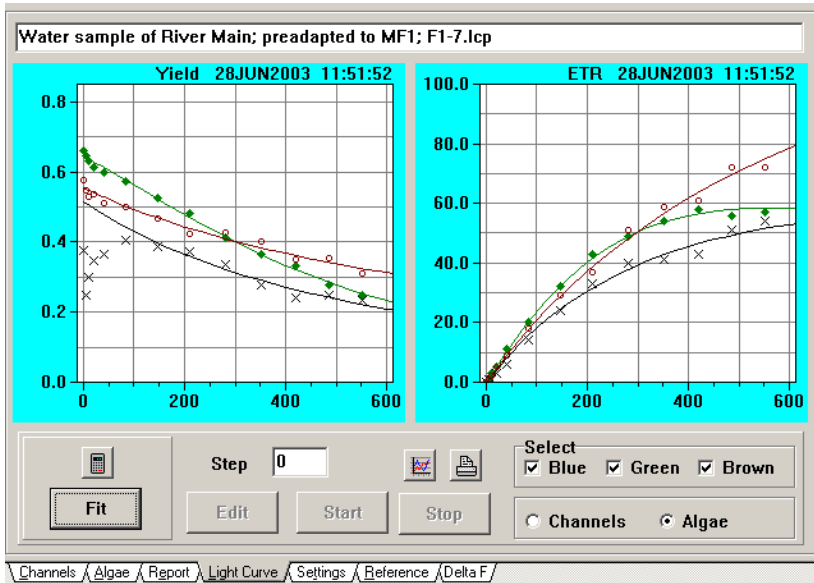 Water sample of River Main; preadapted to MF1; F1-7.lcp
Yield 28JUN2003 11:51:52
0.8
0.6
0.4
0.2
0.0
0 200 400 600
ETR 28JUN2003 11:51:52
100.0
80.0
60.0
40.0
20.0
0.0
0 200 400 600
Fit
Step 0
Edit Start Stop
Select
Blue Green Brown
Channels Algae
Channels Algae Report Light Curve Settings Reference Delta F